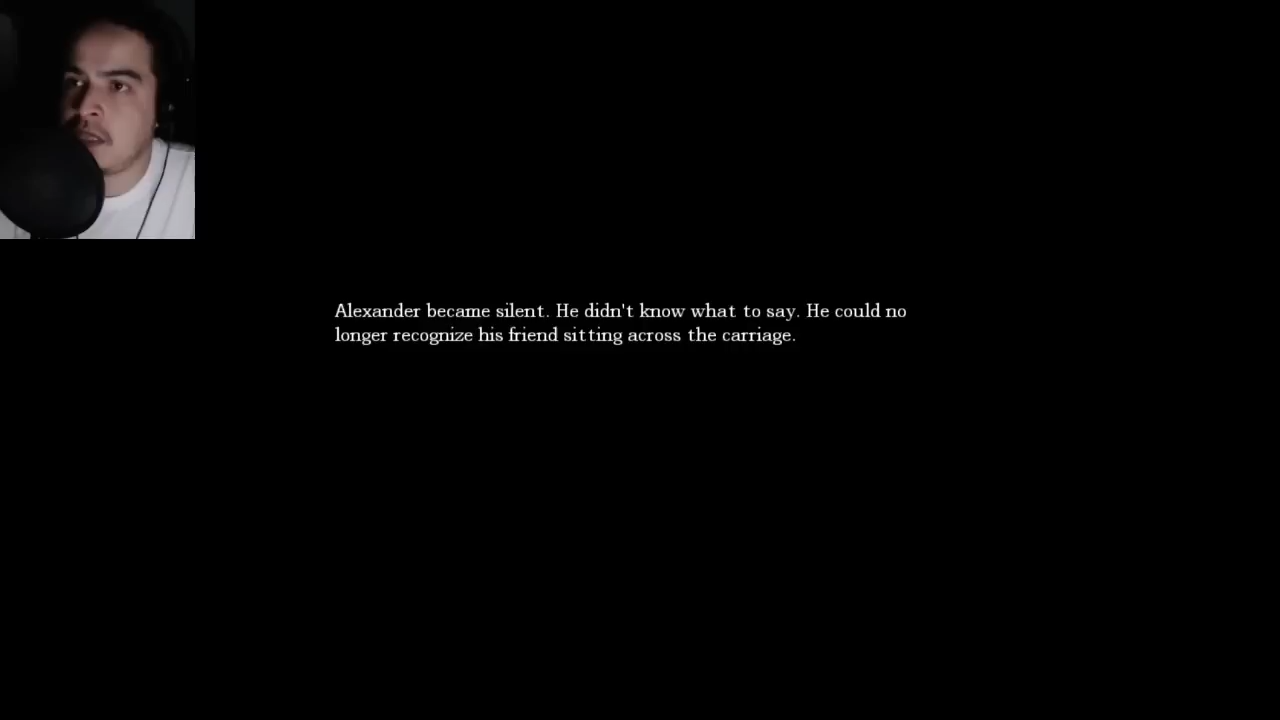 Alexander became silent. He didn't know what to say. He could no
longer recognize his friend sitting across the carriage.